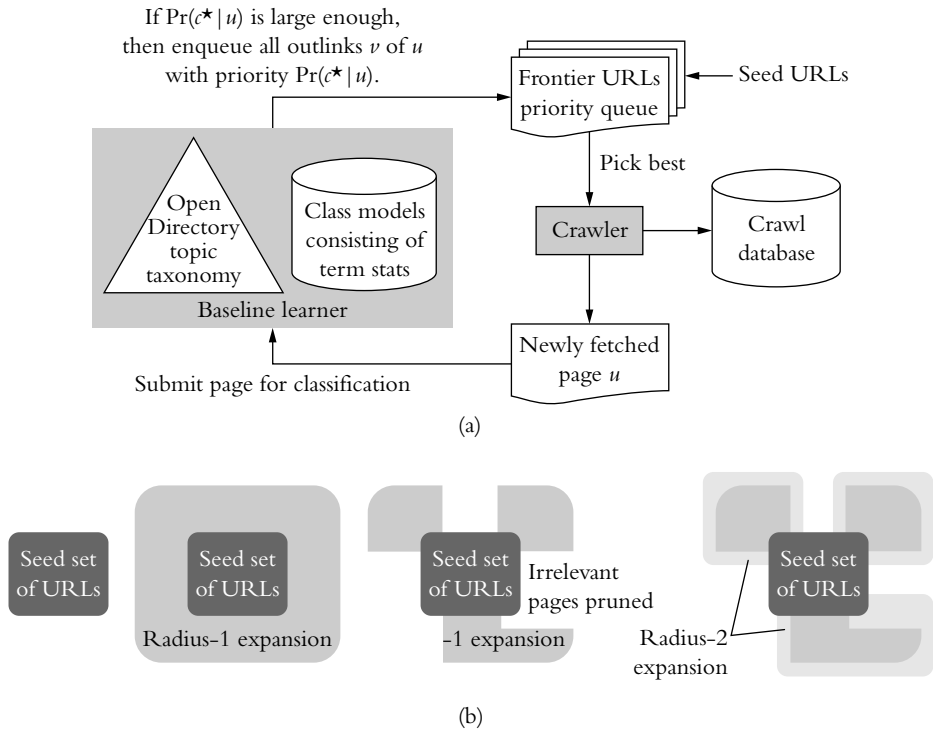 If Pr(c★|u) is large enough,
then enqueue all outlinks v of u
with priority Pr(c★|u).
Frontier URLs
priority queue
Seed URLs
Pick best
Open
Directory
topic
taxonomy
Class models
consisting of
term stats
Baseline learner
Crawler
Crawl
database
Newly fetched
page u
Submit page for classification
(a)
Seed set
of URLs
Seed set
of URLs
Radius-1 expansion
Seed set
of URLs
Irrelevant
pages pruned
-1 expansion
Seed set
of URLs
Radius-2
expansion
(b)